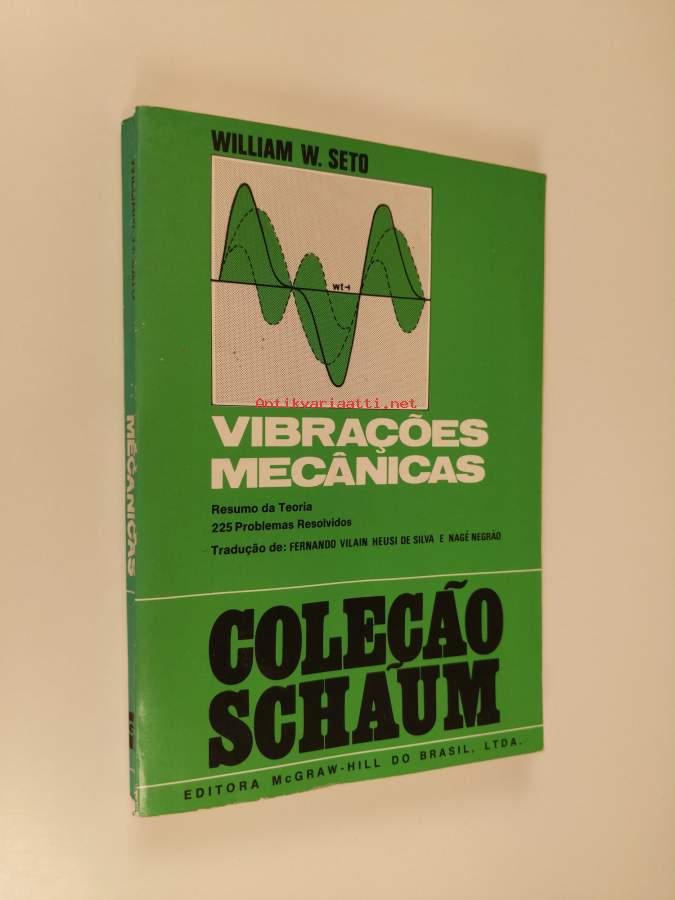 WILLIAM W. SETO
wt
Antikvariaatti.net
VIBRAÇÕES
MECÂNICAS
Resumo da Teoria
225 Problemas Resolvidos
Tradução de: FERNANDO VILAIN HEUSI DE SILVA E NAGÉ NEGRÃO
COLEÇÃO
SCHAUM
EDITORA McGRAW-HILL DO BRASIL, LTDA.
MECÂNICAS